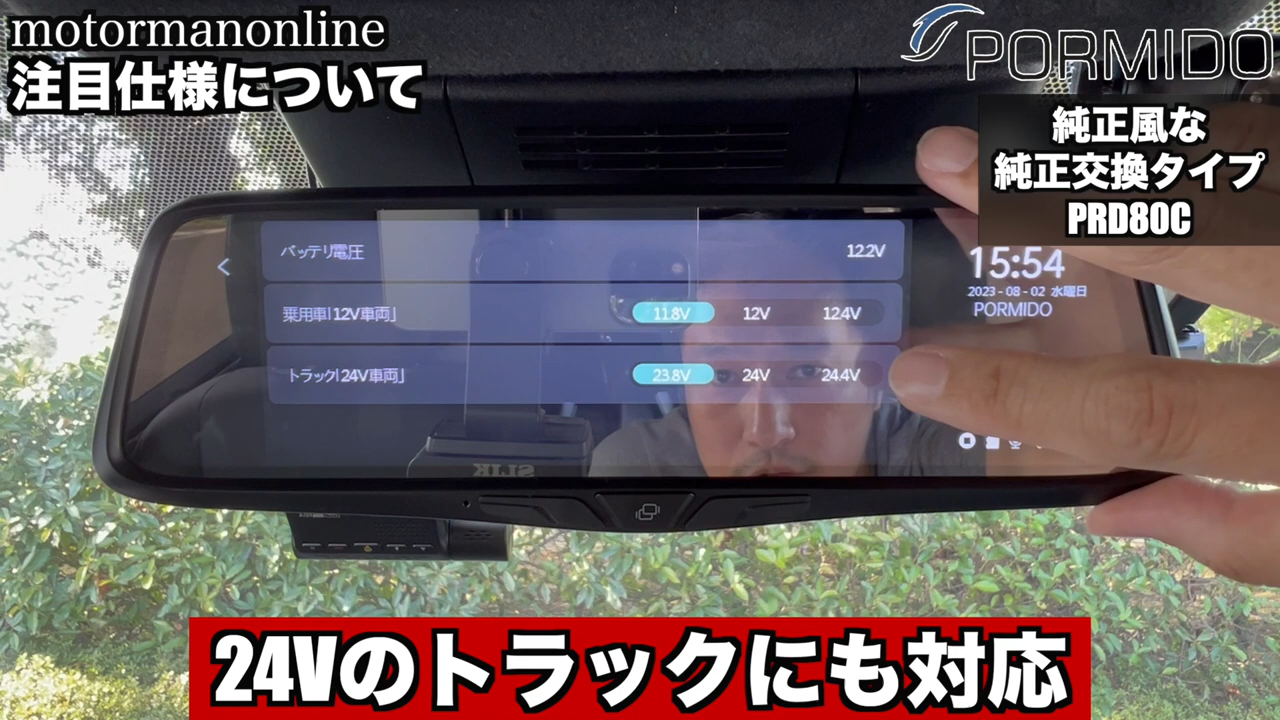 motormanonline
注目仕様について
PORMIDO
純正風な
純正交換タイプ
PRD80C
バッテリ電圧 12.2V
乗用車「12V車両」 11.8V 12V 12.4V
トラック「24V車両」 23.8V 24V 24.4V
15:54
2023-08-02 水曜日
PORMIDO
SLIK
24Vのトラックにも対応